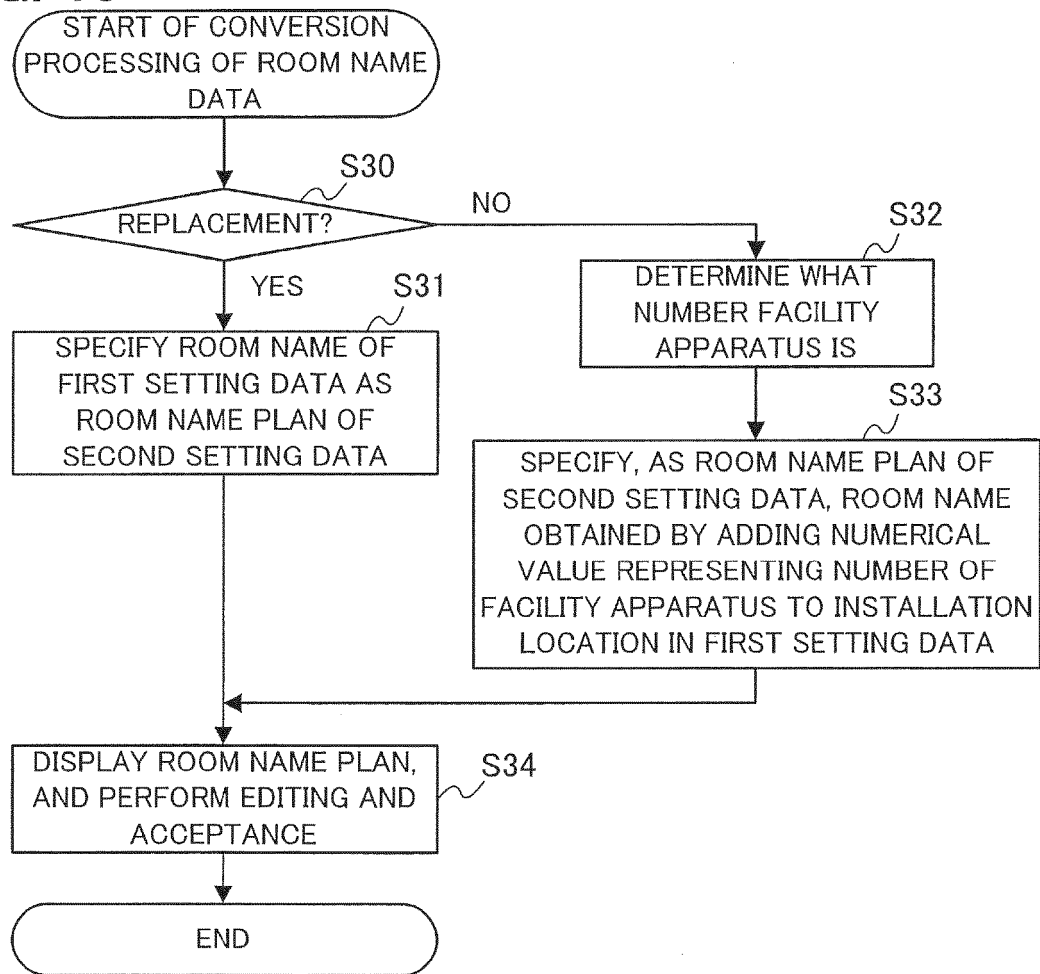 START OF CONVERSION
PROCESSING OF ROOM NAME
DATA
S30
REPLACEMENT?
NO
YES
S31
SPECIFY ROOM NAME OF
FIRST SETTING DATA AS
ROOM NAME PLAN OF
SECOND SETTING DATA
S32
DETERMINE WHAT
NUMBER FACILITY
APPARATUS IS
S33
SPECIFY, AS ROOM NAME PLAN OF
SECOND SETTING DATA, ROOM NAME
OBTAINED BY ADDING NUMERICAL
VALUE REPRESENTING NUMBER OF
FACILITY APPARATUS TO INSTALLATION
LOCATION IN FIRST SETTING DATA
DISPLAY ROOM NAME PLAN,
AND PERFORM EDITING AND
ACCEPTANCE
S34
END